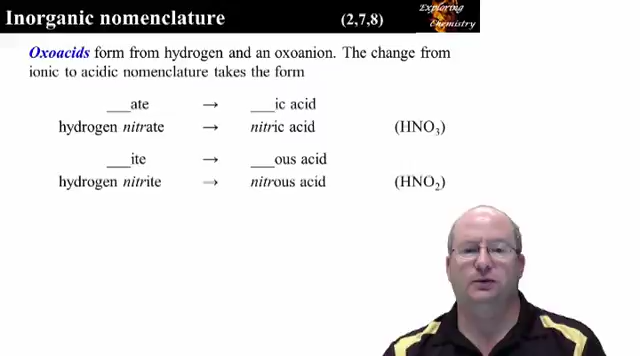 Inorganic nomenclature (2,7,8) Exploring Chemistry
Oxoacids form from hydrogen and an oxoanion. The change from
ionic to acidic nomenclature takes the form
___ate → ___ic acid
hydrogen nitrate → nitric acid (HNO₃)
___ite → ___ous acid
hydrogen nitrite → nitrous acid (HNO₂)